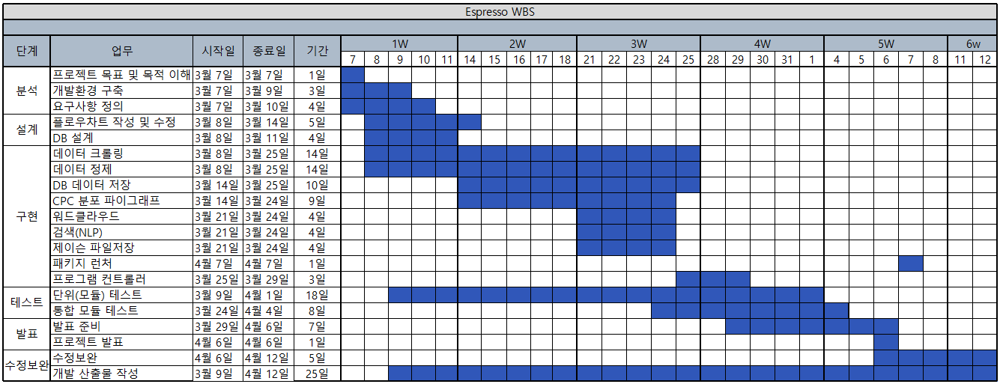 Espresso WBS
단계 업무 시작일 종료일 기간 1W 2W 3W 4W 5W 6w
7 8 9 10 11 14 15 16 17 18 21 22 23 24 25 28 29 30 31 1 4 5 6 7 8 11 12
분석 프로젝트 목표 및 목적 이해 3월 7일 3월 7일 1일
개발환경 구축 3월 7일 3월 9일 3일
요구사항 정의 3월 7일 3월 10일 4일
설계 플로우차트 작성 및 수정 3월 8일 3월 14일 5일
DB 설계 3월 8일 3월 11일 4일
구현 데이터 크롤링 3월 8일 3월 25일 14일
데이터 정제 3월 8일 3월 25일 14일
DB 데이터 저장 3월 14일 3월 25일 10일
CPC 분포 파이그래프 3월 14일 3월 24일 9일
워드클라우드 3월 21일 3월 24일 4일
검색(NLP) 3월 21일 3월 24일 4일
제이슨 파일저장 3월 21일 3월 24일 4일
패키지 런처 4월 7일 4월 7일 1일
프로그램 컨트롤러 3월 25일 3월 29일 3일
테스트 단위(모듈) 테스트 3월 9일 4월 1일 18일
통합 모듈 테스트 3월 24일 4월 4일 8일
발표 발표 준비 3월 29일 4월 6일 7일
프로젝트 발표 4월 6일 4월 6일 1일
수정보완 수정보완 4월 6일 4월 12일 5일
개발 산출물 작성 3월 9일 4월 12일 25일